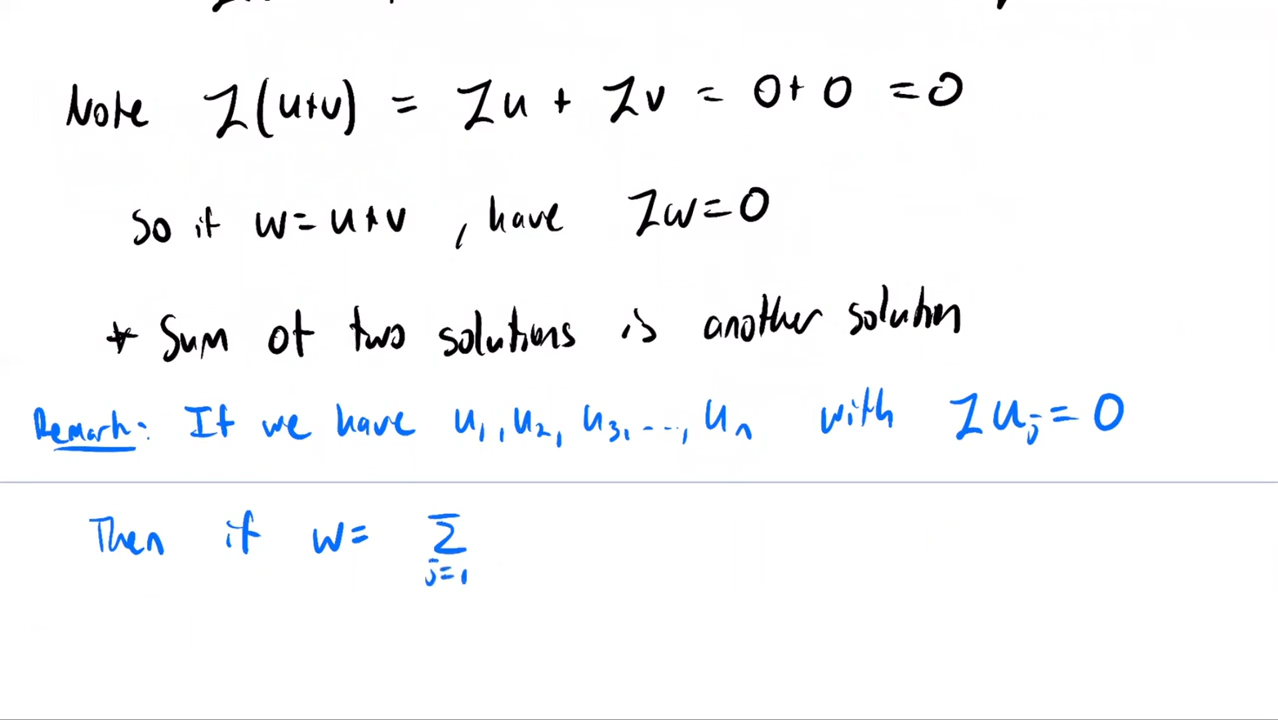 Note L(u+v) = Lu + Lv = 0+0 = 0
So if w=u+v , have Lw=0
* Sum of two solutions is another solution
Remark: If we have u₁, u₂, u₃, ..., uₙ with Luⱼ = 0
Then if w= Σ j=1